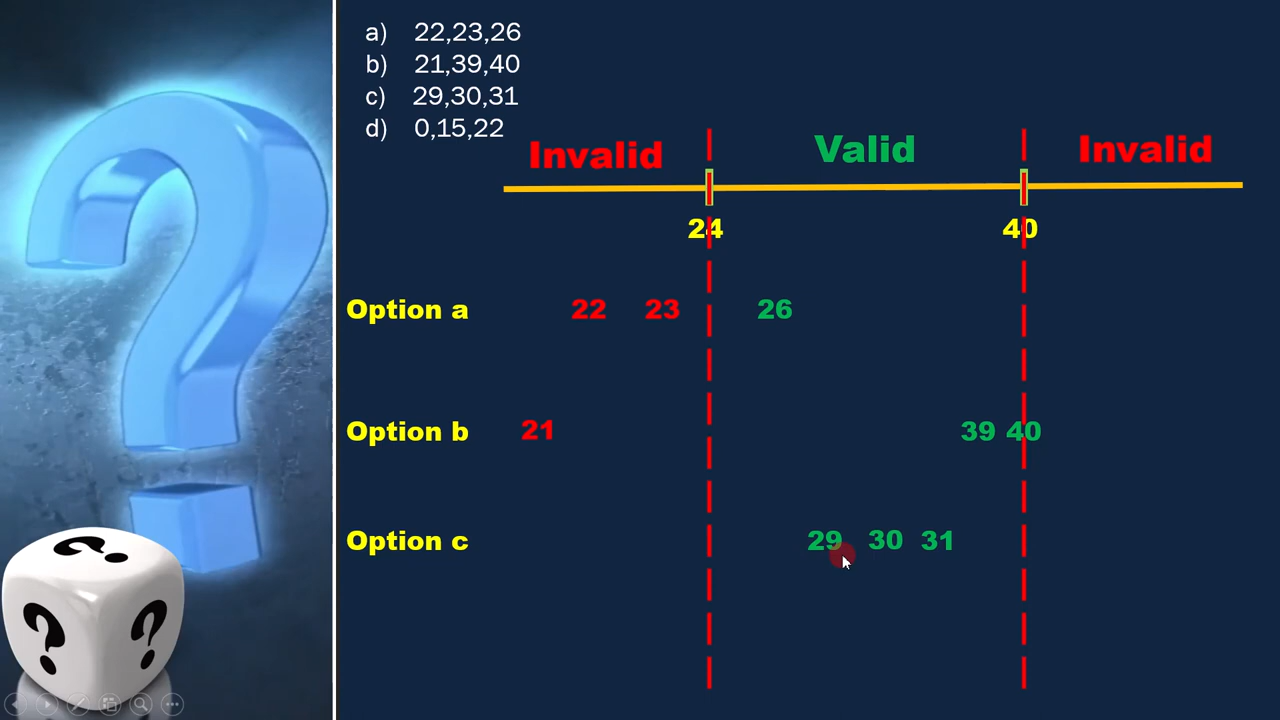 a) 22,23,26
b) 21,39,40
c) 29,30,31
d) 0,15,22
Invalid Valid Invalid
24 40
Option a 22 23 26
Option b 21 39 40
Option c 29 30 31
? ? ?